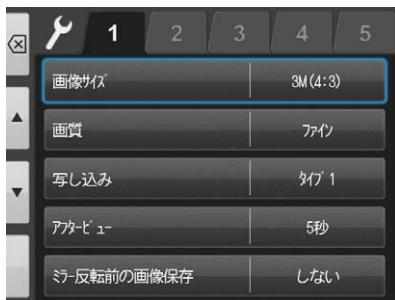 1 2 3 4 5
画像ｻｲｽﾞ 3M(4:3)
画質 ﾌｧｲﾝ
写し込み ﾀｲﾌﾟ1
ｱﾌﾀｰﾋﾞｭｰ 5秒
ﾐﾗｰ反転前の画像保存 しない